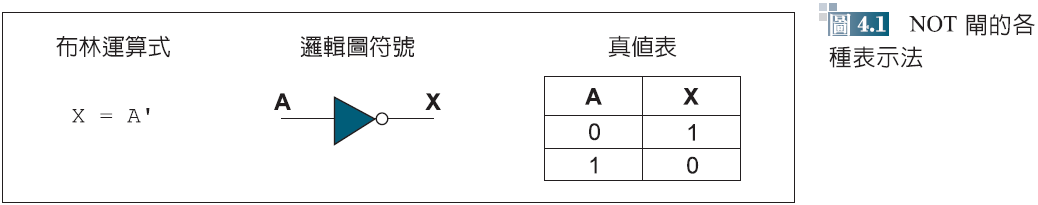 布林運算式
邏輯圖符號
真值表
X = A'
A
X
A X
0 1
1 0
圖 4.1 NOT 閘的各
種表示法